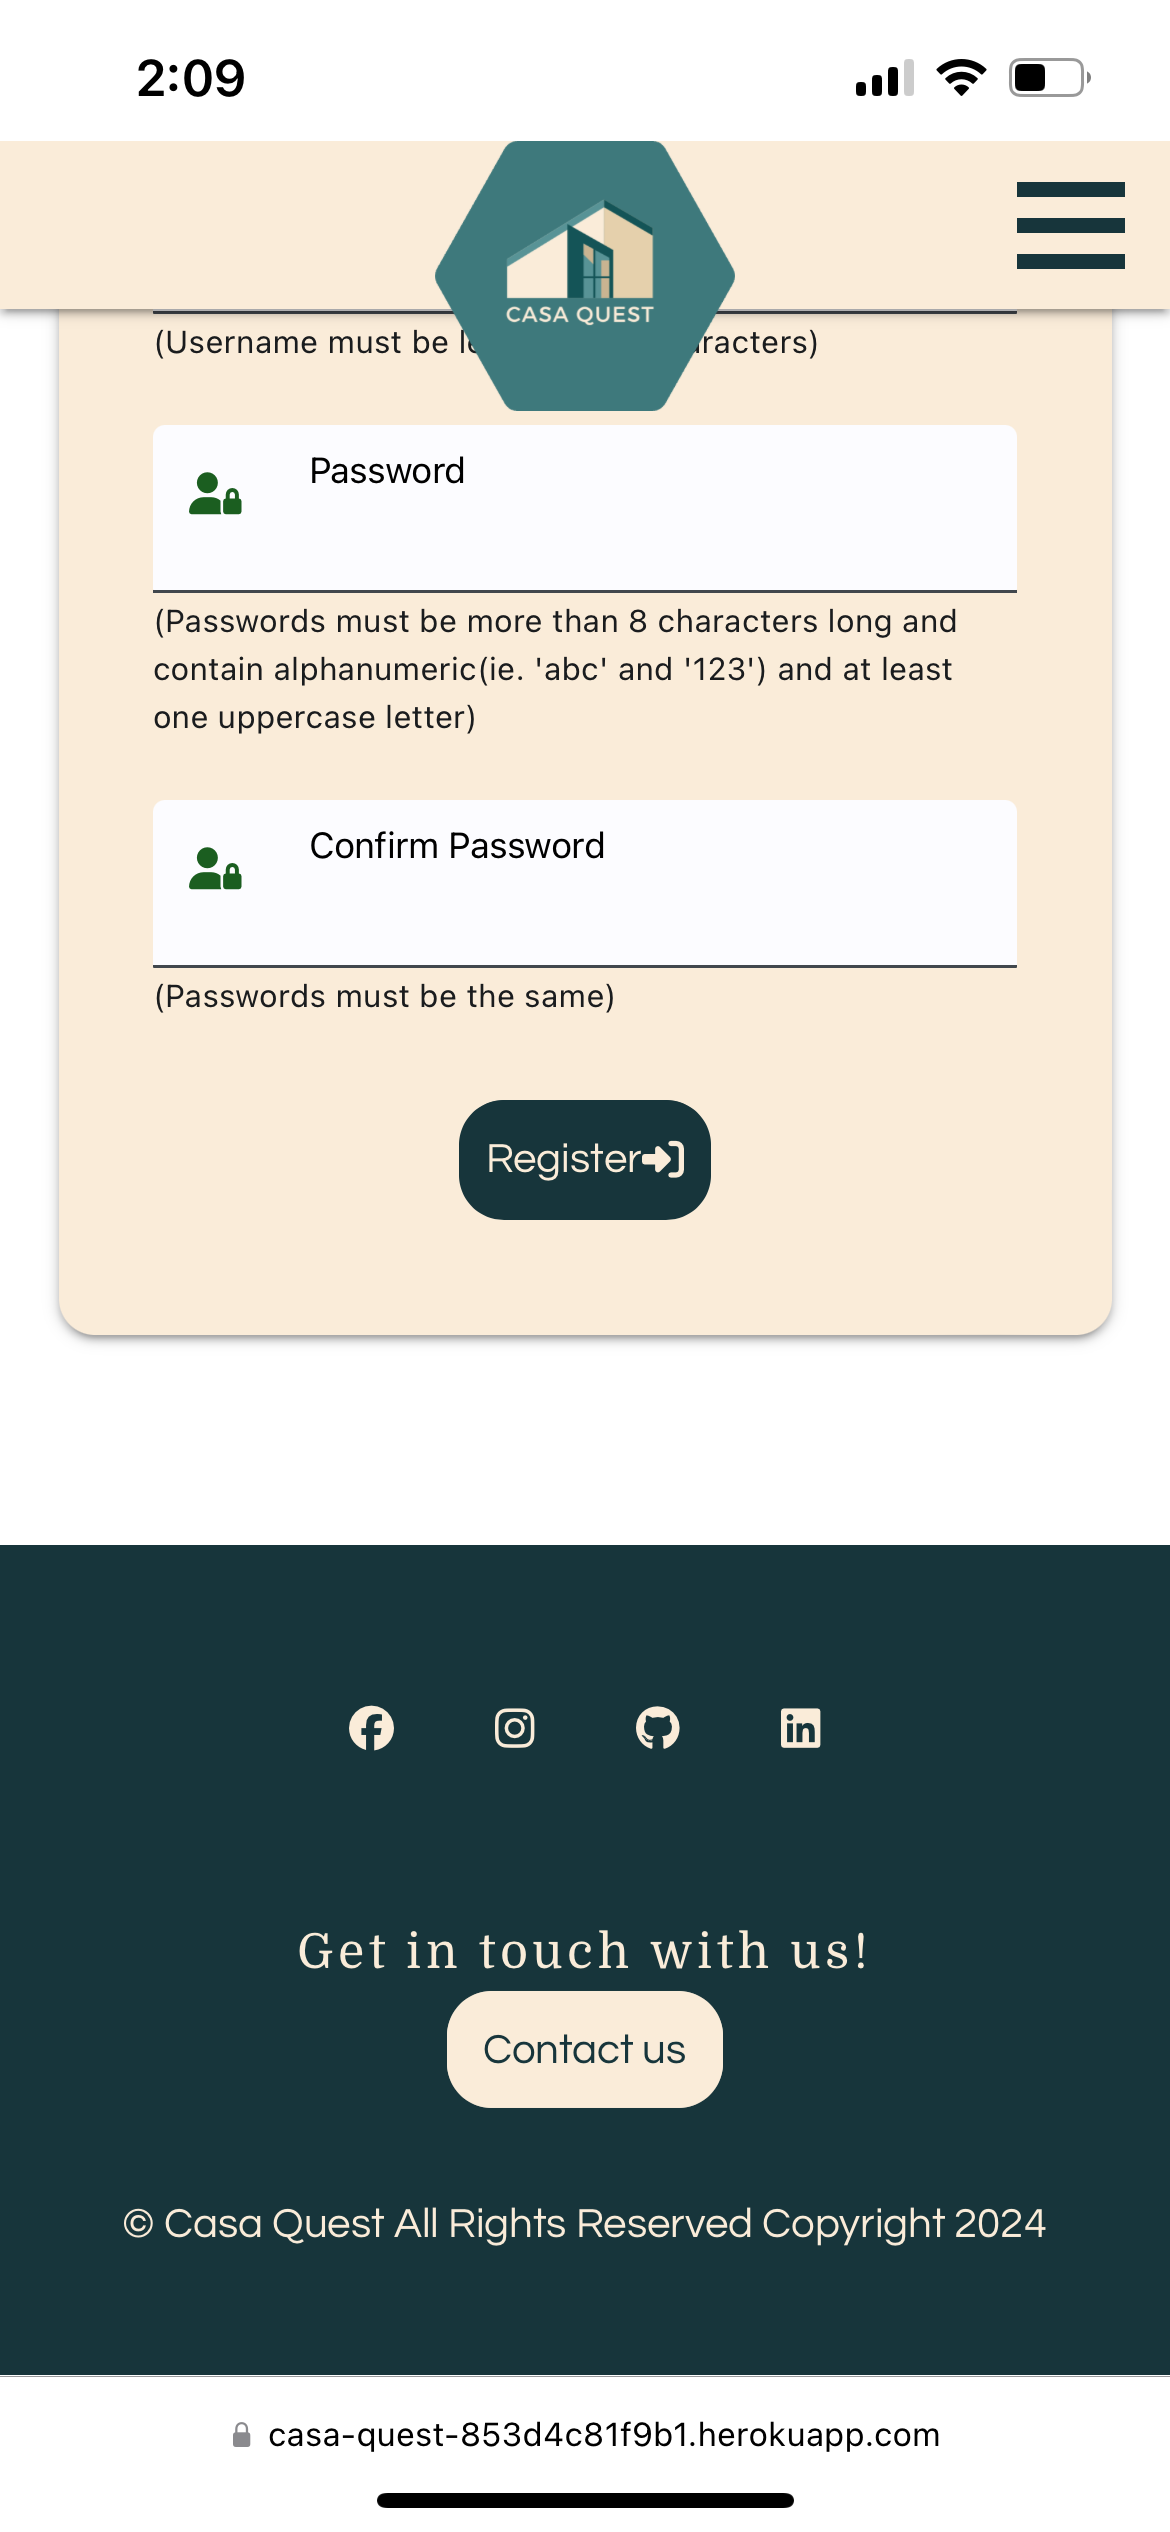 2:09
CASA QUEST
(Username must be characters)
Password
(Passwords must be more than 8 characters long and
contain alphanumeric(ie. 'abc' and '123') and at least
one uppercase letter)
Confirm Password
(Passwords must be the same)
Register
Get in touch with us!
Contact us
© Casa Quest All Rights Reserved Copyright 2024
casa-quest-853d4c81f9b1.herokuapp.com